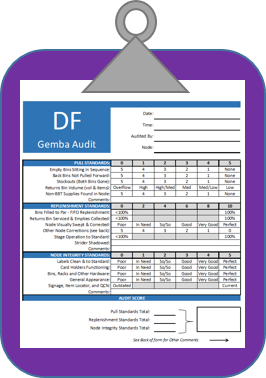 DF
Gemba Audit
Date:
Time:
Audited By:
Node:
PULL STANDARDS: 0 1 2 3 4 5
Empty Bins Sitting in Sequence 5 4 3 2 1 None
Back Bins Not Pulled Forward 5 4 3 2 1 None
Stockouts (Both Bins Gone) 5 4 3 2 1 None
Returns Bin Volume (vol & items) Overflow High High/Med Med Med/Low Low
Non-BBT Supplies Found in Node 5 4 3 2 1 None
Comments:
REPLENISHMENT STANDARDS 0 2 4 6 8 10
Bins Filled to Par - FIFO Replenishment <100% 100%
Returns Bin Serviced & Emptied Collected <100% 100%
Node Visually Swept & Corrected Poor In Need So/So Good Very Good Perfect
Other Node Corrections (see back) 5 4 3 2 1 0
Stage Operation to Standard <100% 100%
Strider Shadowed:
Comments:
NODE INTEGRITY STANDARDS 0 1 2 3 4 5
Labels Clean & to Standard Poor In Need So/So Good Very Good Perfect
Card Holders Functioning Poor In Need So/So Good Very Good Perfect
Bins, Racks and Other Hardware Poor In Need So/So Good Very Good Perfect
General Appearance Poor In Need So/So Good Very Good Perfect
Signage, Item Locator, and QCN Outdated Current
Comments:
AUDIT SCORE
Pull Standards Total:
Replenishment Standards Total:
Node Integrity Standards Total:
See Back of Form for Other Comments